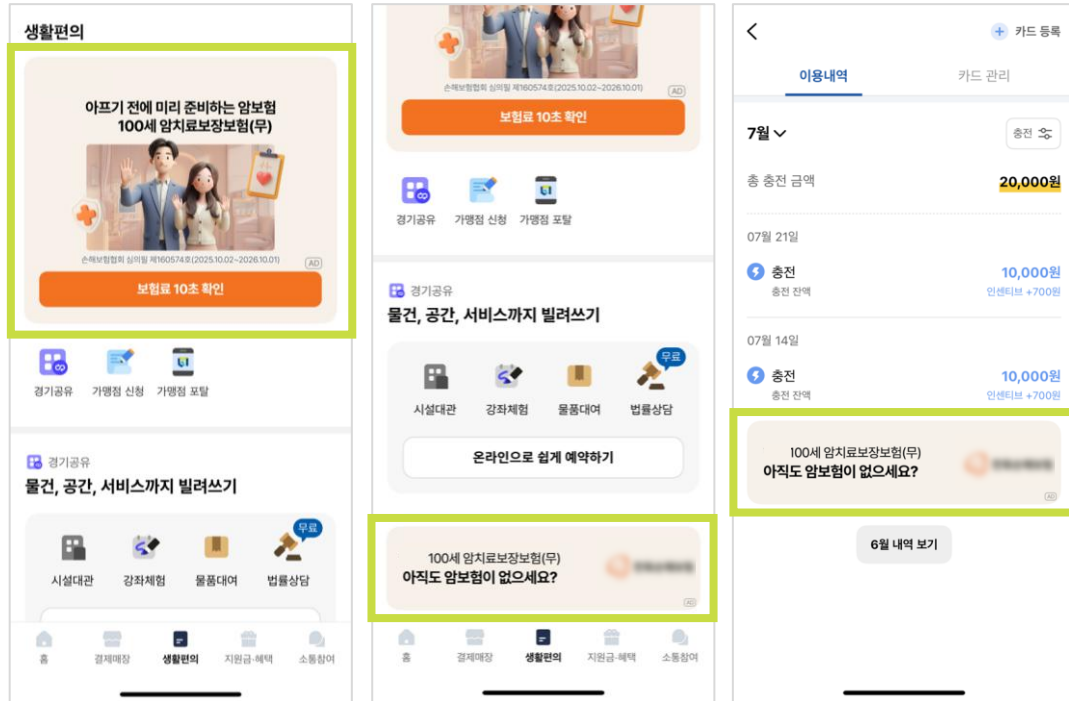 생활편의
아프기 전에 미리 준비하는 암보험
100세 암치료보장보험(무)
손해보험협회 심의필 제160574호(2025.10.02~2026.10.01)
AD
보험료 10초 확인
경기공유 가맹점 신청 가맹점 포탈
경기공유
물건, 공간, 서비스까지 빌려쓰기
무료
시설대관 강좌체험 물품대여 법률상담
홈 결제매장 생활편의 지원금·혜택 소통참여
손해보험협회 심의필 제160574호(2025.10.02~2026.10.01)
AD
보험료 10초 확인
경기공유 가맹점 신청 가맹점 포탈
경기공유
물건, 공간, 서비스까지 빌려쓰기
무료
시설대관 강좌체험 물품대여 법률상담
온라인으로 쉽게 예약하기
100세 암치료보장보험(무)
아직도 암보험이 없으세요?
AD
홈 결제매장 생활편의 지원금·혜택 소통참여
+ 카드 등록
이용내역 카드 관리
7월 충전
총 충전 금액 20,000원
07월 21일
충전 10,000원
충전 잔액 인센티브 +700원
07월 14일
충전 10,000원
충전 잔액 인센티브 +700원
100세 암치료보장보험(무)
아직도 암보험이 없으세요?
AD
6월 내역 보기